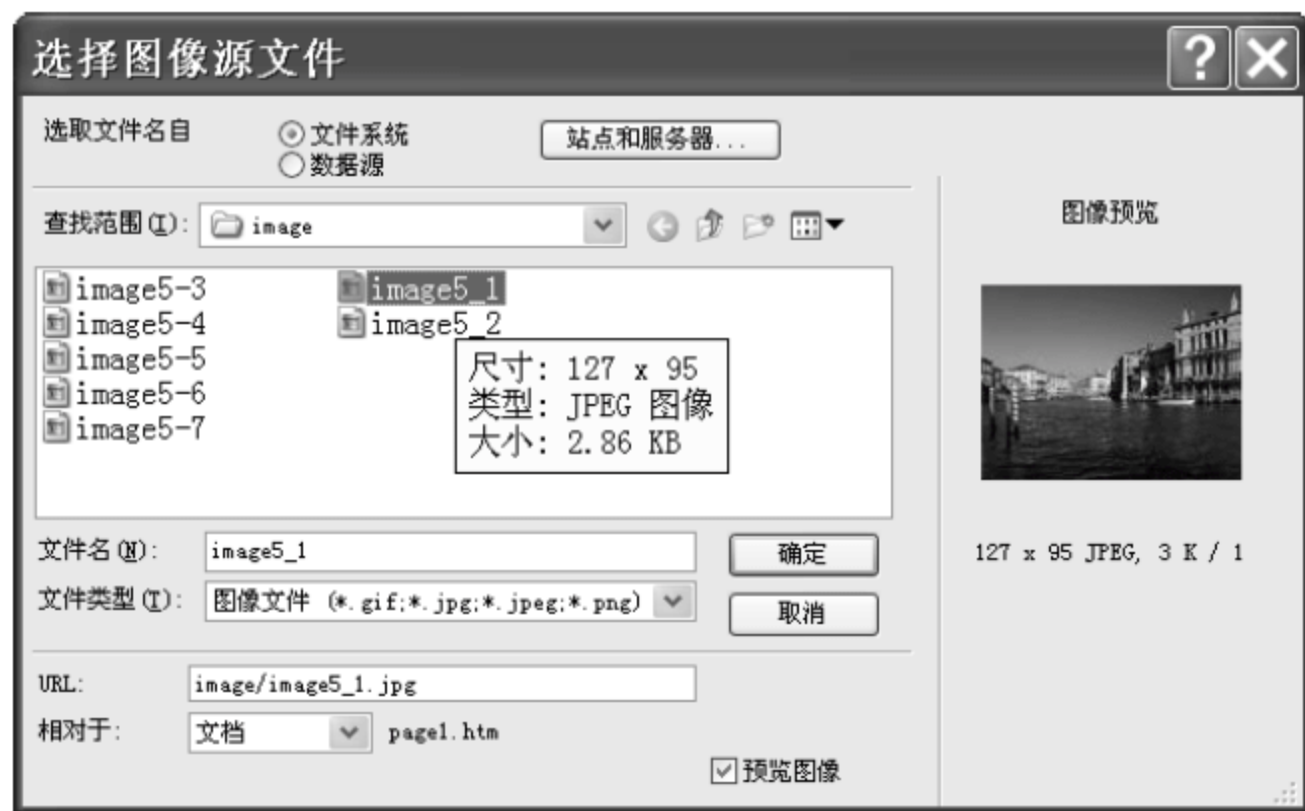 选择图像源文件
选取文件名自
文件系统
站点和服务器...
数据源
查找范围(I):
image
图像预览
image5-3
image5_1
image5-4
image5_2
image5-5
image5-6
image5-7
尺寸: 127 x 95
类型: JPEG 图像
大小: 2.86 KB
文件名(N):
image5_1
确定
127 x 95 JPEG, 3 K / 1
文件类型(T):
图像文件 (*.gif;*.jpg;*.jpeg;*.png)
取消
URL:
image/image5_1.jpg
相对于:
文档
page1.htm
预览图像